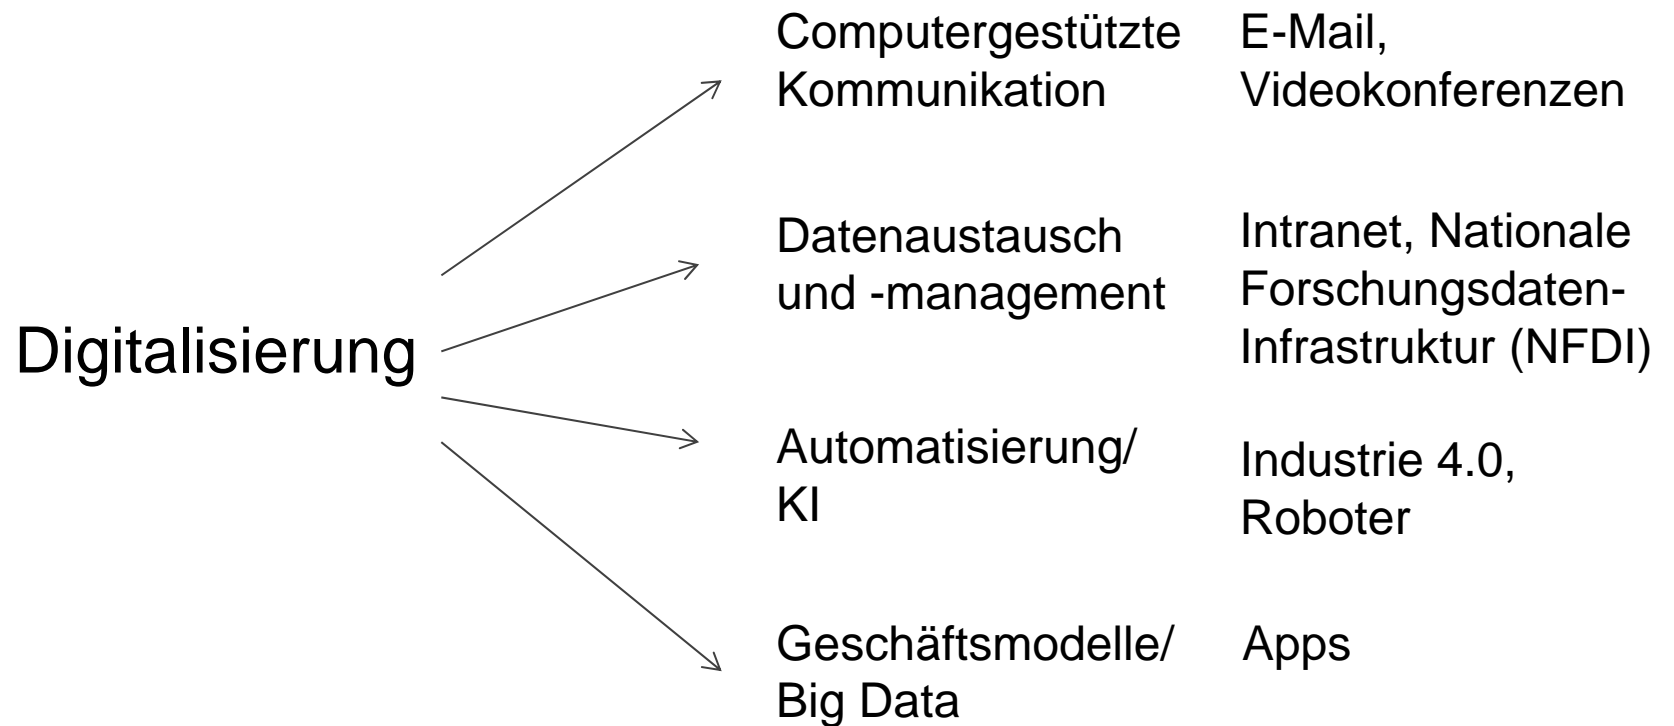 Digitalisierung
Computergestützte
Kommunikation
E-Mail,
Videokonferenzen
Datenaustausch
und -management
Intranet, Nationale
Forschungsdaten-
Infrastruktur (NFDI)
Automatisierung/
KI
Industrie 4.0,
Roboter
Geschäftsmodelle/
Big Data
Apps